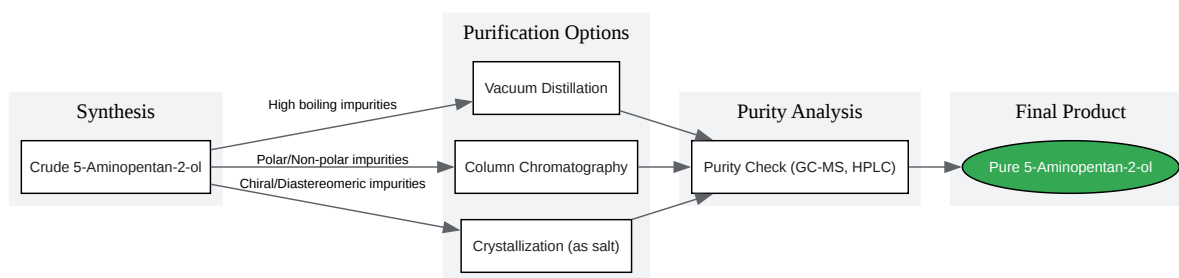 Synthesis
Crude 5-Aminopentan-2-ol
High boiling impurities
Polar/Non-polar impurities
Chiral/Diastereomeric impurities
Purification Options
Vacuum Distillation
Column Chromatography
Crystallization (as salt)
Purity Analysis
Purity Check (GC-MS, HPLC)
Final Product
Pure 5-Aminopentan-2-ol